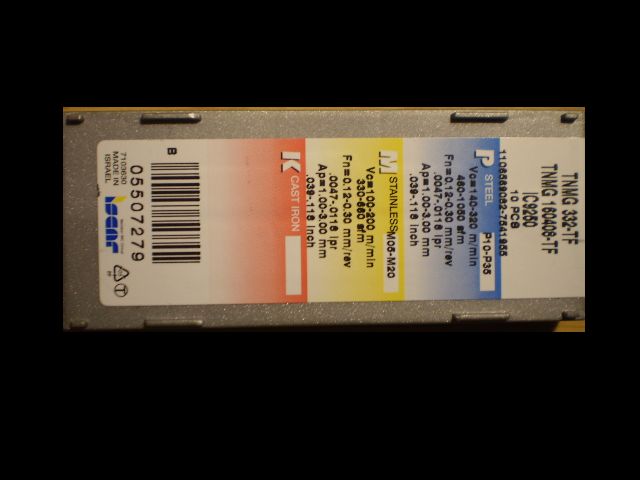 TNMG 332-TF
TNMG 160408-TF
IC9250
10 PCS
P STEEL P10-P35
Vc=140-320 m/min
460-1050 sfm
Fn=0.12-0.30 mm/rev
.0047-.0118 ipr
Ap=1.00-3.00 mm
.039-.118 inch
M STAINLESS M05-M20
Vc=100-200 m/min
330-660 sfm
Fn=0.12-0.30 mm/rev
.0047-.0118 ipr
Ap=1.00-3.00 mm
.039-.118 inch
K CAST IRON
B
05507279
7103630
MADE IN
ISRAEL
iscar